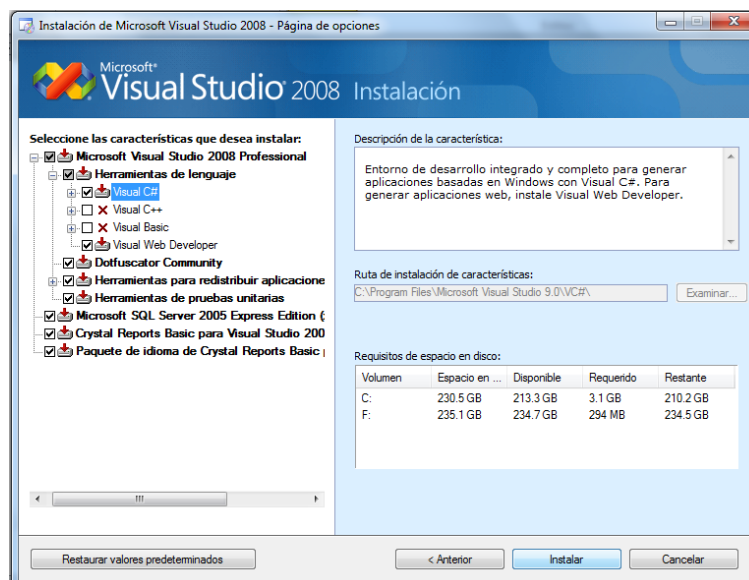 Instalación de Microsoft Visual Studio 2008 - Página de opciones
Microsoft®
Visual Studio® 2008 Instalación
Seleccione las características que desea instalar:
Microsoft Visual Studio 2008 Professional
Herramientas de lenguaje
Visual C#
Visual C++
Visual Basic
Visual Web Developer
Dotfuscator Community
Herramientas para redistribuir aplicacione
Herramientas de pruebas unitarias
Microsoft SQL Server 2005 Express Edition (
Crystal Reports Basic para Visual Studio 200
Paquete de idioma de Crystal Reports Basic
Descripción de la característica:
Entorno de desarrollo integrado y completo para generar
aplicaciones basadas en Windows con Visual C#. Para
generar aplicaciones web, instale Visual Web Developer.
Ruta de instalación de características:
C:\Program Files\Microsoft Visual Studio 9.0\VC#\
Examinar...
Requisitos de espacio en disco:
Volumen Espacio en ... Disponible Requerido Restante
C: 230.5 GB 213.3 GB 3.1 GB 210.2 GB
F: 235.1 GB 234.7 GB 294 MB 234.5 GB
Restaurar valores predeterminados
< Anterior
Instalar
Cancelar